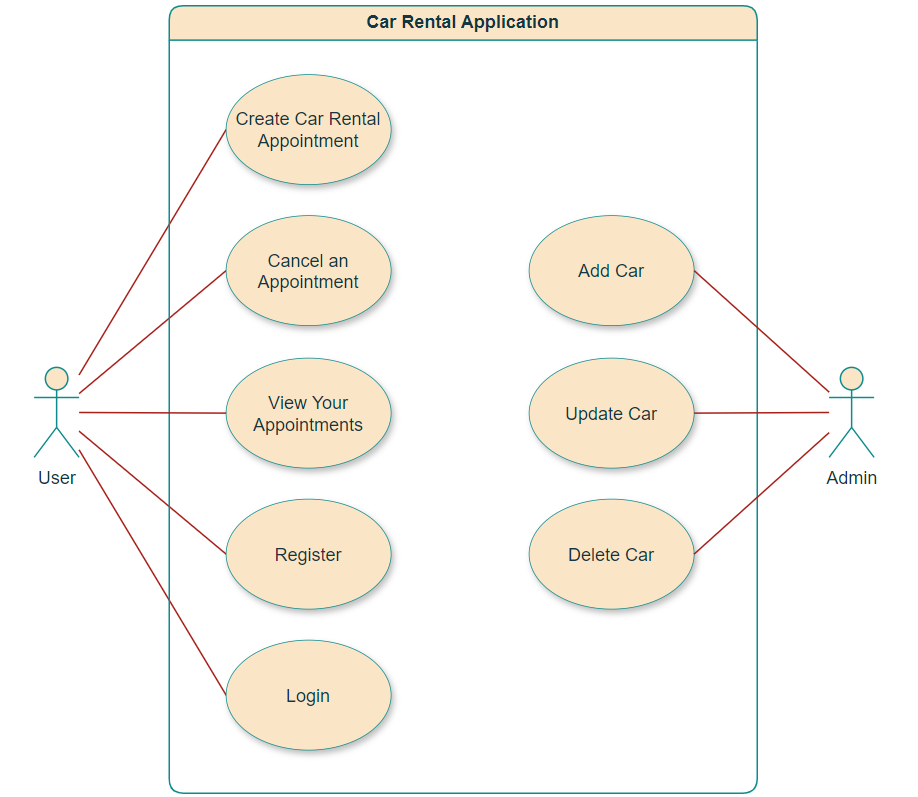 Car Rental Application
Create Car Rental
Appointment
Cancel an
Appointment
Add Car
View Your
Appointments
Update Car
User
Admin
Register
Delete Car
Login